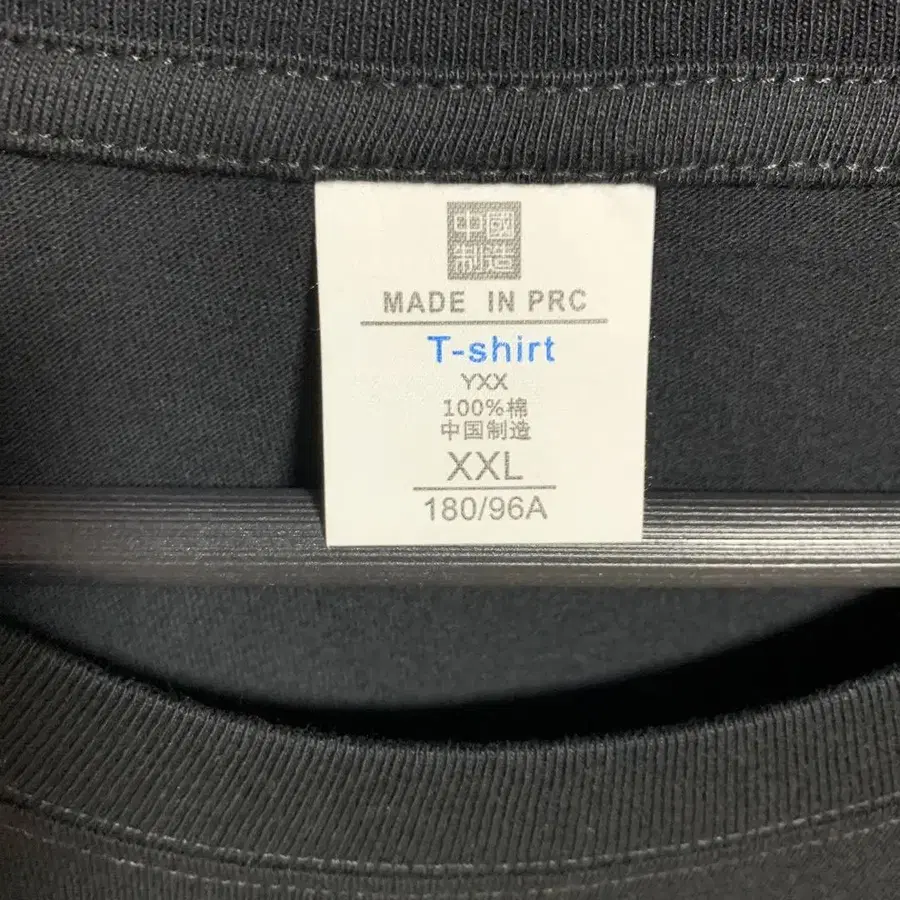 中國
制造
MADE IN PRC
T-shirt
YXX
100%棉
中国制造
XXL
180/96A